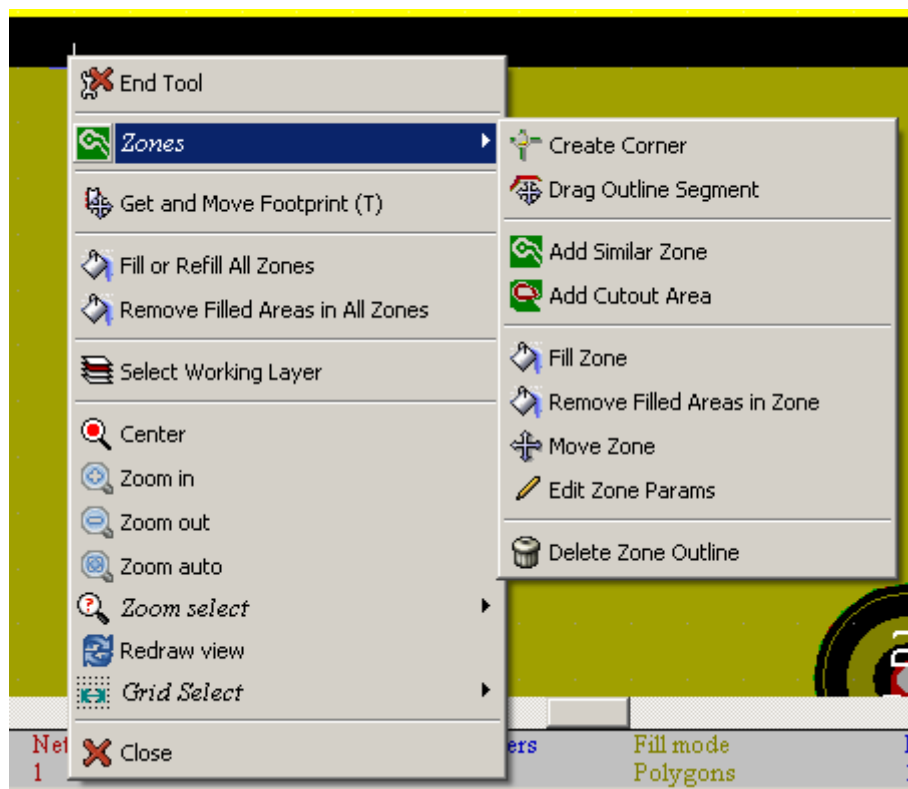 End Tool
Zones
Get and Move Footprint (T)
Fill or Refill All Zones
Remove Filled Areas in All Zones
Select Working Layer
Center
Zoom in
Zoom out
Zoom auto
Zoom select
Redraw view
Grid Select
Close
Create Corner
Drag Outline Segment
Add Similar Zone
Add Cutout Area
Fill Zone
Remove Filled Areas in Zone
Move Zone
Edit Zone Params
Delete Zone Outline
Net
ers
Fill mode
1
Polygons